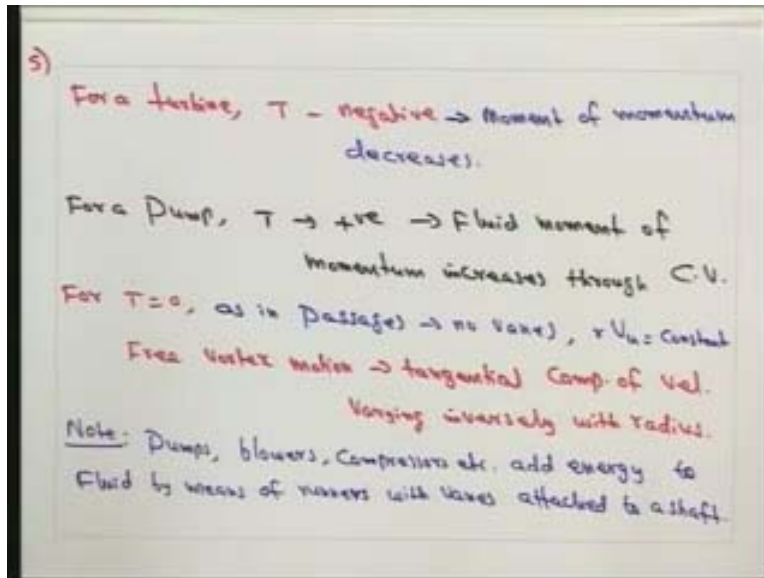 5)
For a turbine, T - negative → Moment of momentum
decreases.
For a Pump, T → +ve → Fluid moment of
momentum increases through C.V.
For T=0, as in passages → no vanes, r Vu = Constant
Free vortex motion → tangential Comp. of vel.
Varying inversely with radius.
Note: Pumps, blowers, Compressors etc. add energy to
Fluid by means of runners with vanes attached to a shaft.